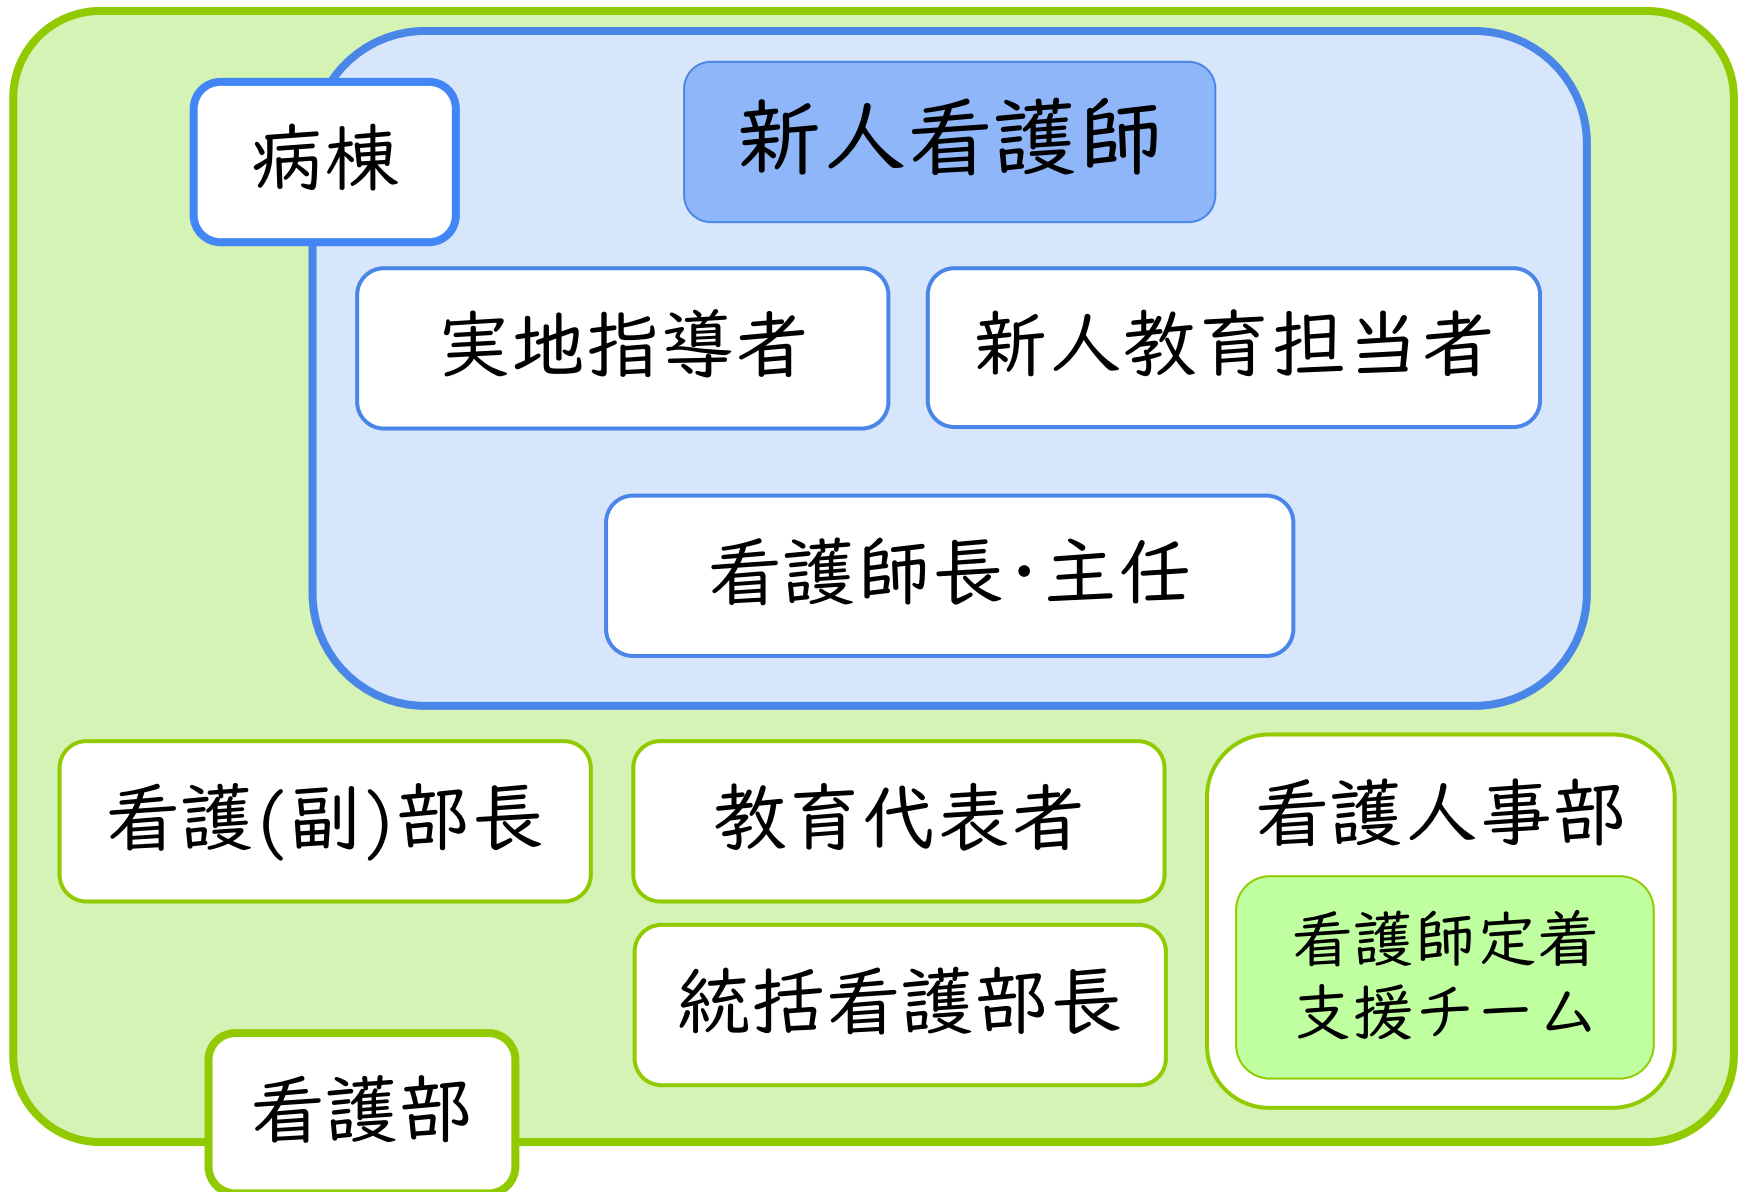 病棟
新人看護師
実地指導者
新人教育担当者
看護師長・主任
看護(副)部長
教育代表者
看護人事部
看護師定着
支援チーム
統括看護部長
看護部